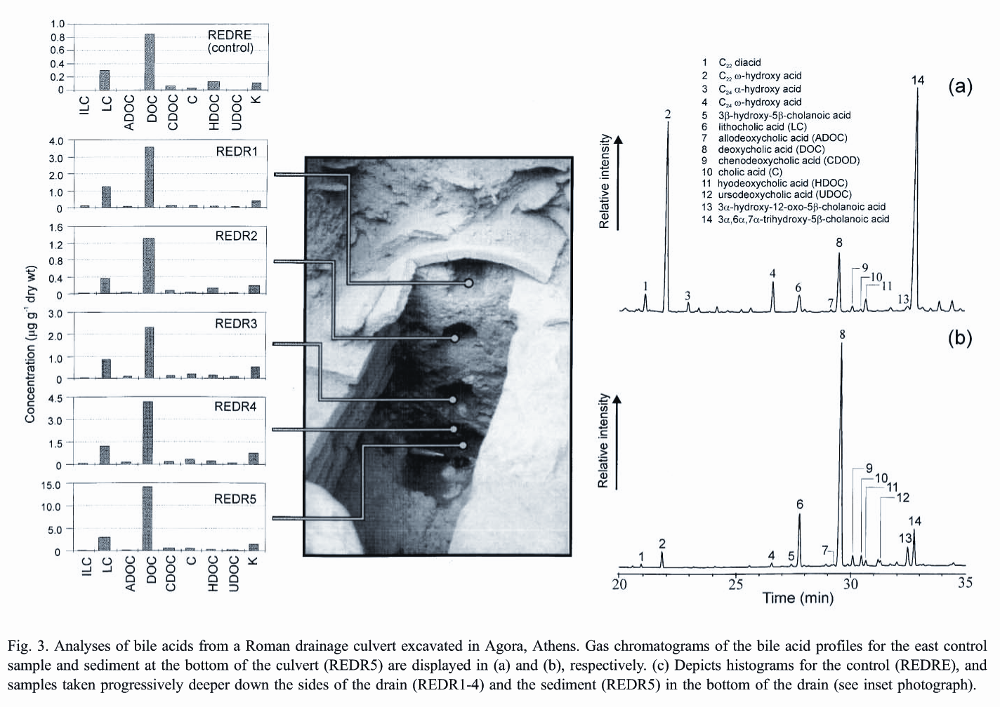 1.0
0.8
0.6
0.4
0.2
0
REDRE
(control)
ILC
LC
ADOC
DOC
CDOC
C
HDOC
UDOC
K
4.0
3.0
2.0
1.0
0
REDR1
1.6
1.2
0.8
0.4
0
REDR2
3.0
2.0
1.0
0
REDR3
4.5
3.0
1.5
0
REDR4
15.0
10.0
5.0
0
REDR5
ILC
LC
ADOC
DOC
CDOC
C
HDOC
UDOC
K
Concentration (µg g⁻¹ dry wt)
(a)
1 C₂₂ diacid
2 C₂₂ ω-hydroxy acid
3 C₂₄ α-hydroxy acid
4 C₂₄ ω-hydroxy acid
5 3β-hydroxy-5β-cholanoic acid
6 lithocholic acid (LC)
7 allodeoxycholic acid (ADOC)
8 deoxycholic acid (DOC)
9 chenodeoxycholic acid (CDOD)
10 cholic acid (C)
11 hyodeoxycholic acid (HDOC)
12 ursodeoxycholic acid (UDOC)
13 3α-hydroxy-12-oxo-5β-cholanoic acid
14 3α,6α,7α-trihydroxy-5β-cholanoic acid
Relative intensity
1
2
3
4
6
7
8
9
10
11
13
14
(b)
Relative intensity
1
2
4
5
6
7
8
9
10
11
12
13
14
20
25
30
35
Time (min)
Fig. 3. Analyses of bile acids from a Roman drainage culvert excavated in Agora, Athens. Gas chromatograms of the bile acid profiles for the east control
sample and sediment at the bottom of the culvert (REDR5) are displayed in (a) and (b), respectively. (c) Depicts histograms for the control (REDRE), and
samples taken progressively deeper down the sides of the drain (REDR1-4) and the sediment (REDR5) in the bottom of the drain (see inset photograph).